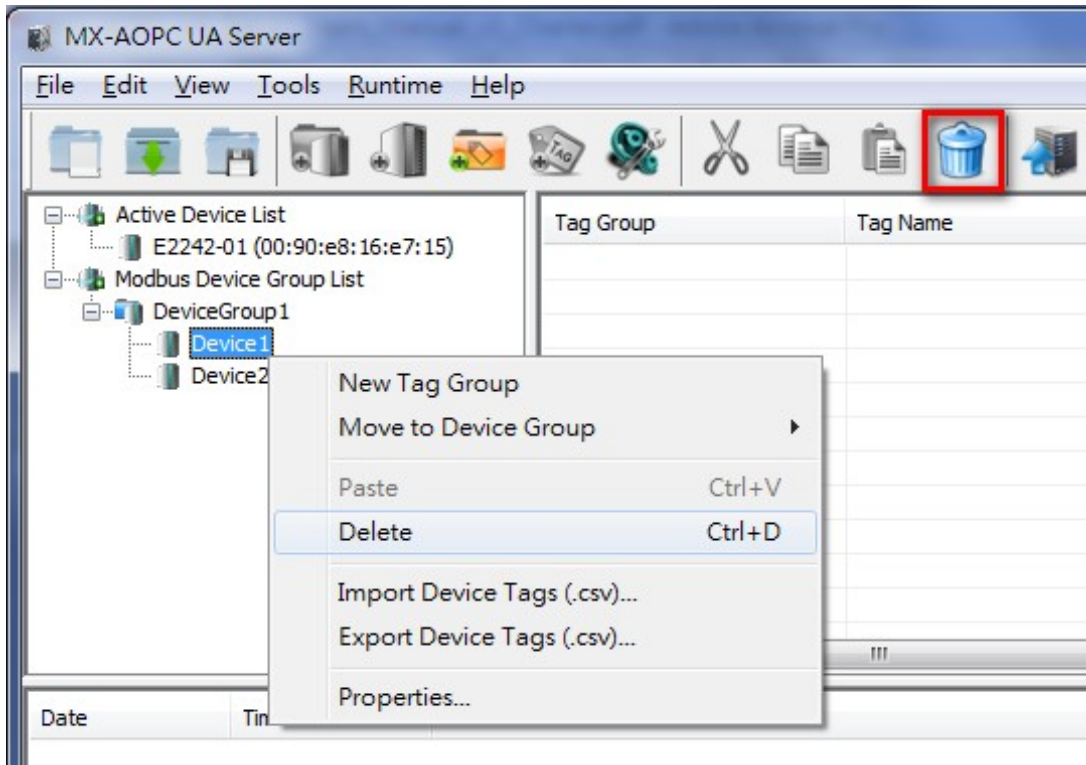 MX-AOPC UA Server
File Edit View Tools Runtime Help
TAG
Active Device List
E2242-01 (00:90:e8:16:e7:15)
Modbus Device Group List
DeviceGroup1
Device1
Device2
Tag Group Tag Name
New Tag Group
Move to Device Group
Paste Ctrl+V
Delete Ctrl+D
Import Device Tags (.csv)...
Export Device Tags (.csv)...
Properties...
Date